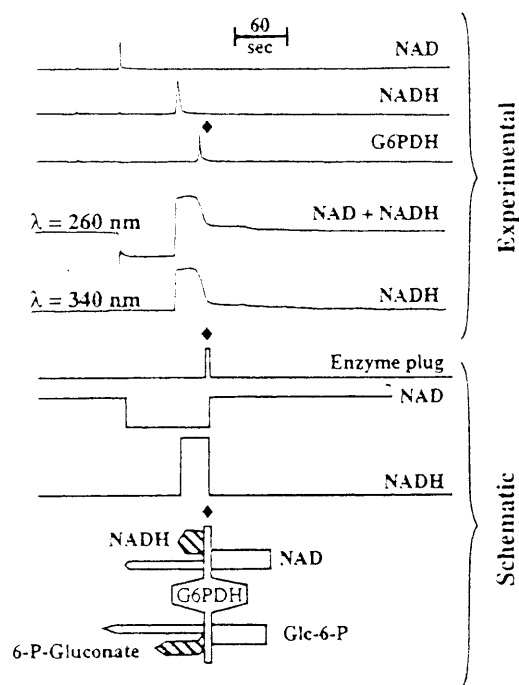 60
sec
NAD
NADH
G6PDH
λ = 260 nm
NAD + NADH
λ = 340 nm
NADH
Experimental
Enzyme plug
NAD
NADH
NADH
NAD
G6PDH
Glc-6-P
6-P-Gluconate
Schematic